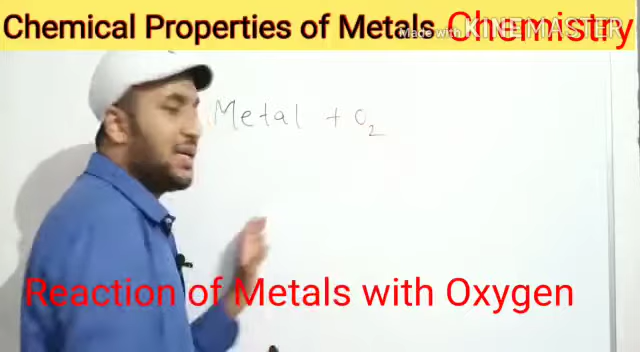 Chemical Properties of Metals Chemistry
Made with KINEMASTER
Metal + O₂
Reaction of Metals with Oxygen